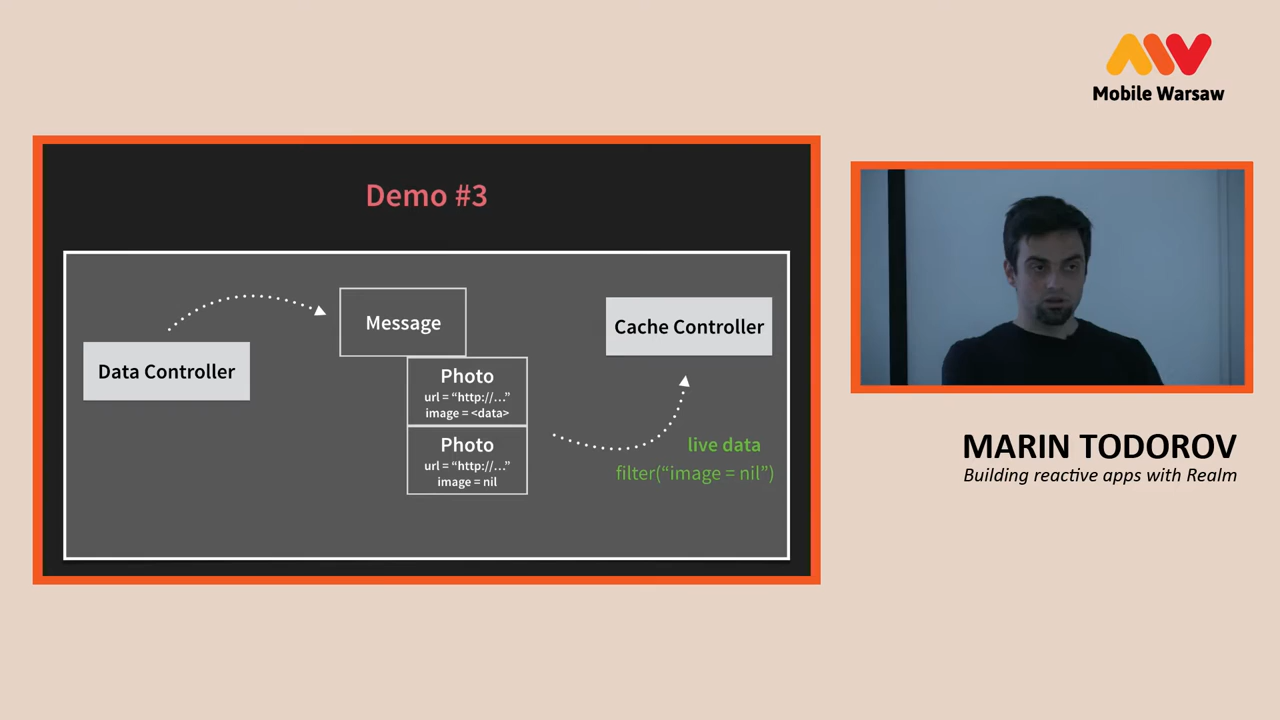 Mobile Warsaw
Demo #3
Message
Cache Controller
Data Controller
Photo
url = “http://…”
image = <data>
Photo
url = “http://…”
image = nil
live data
filter(“image = nil”)
MARIN TODOROV
Building reactive apps with Realm